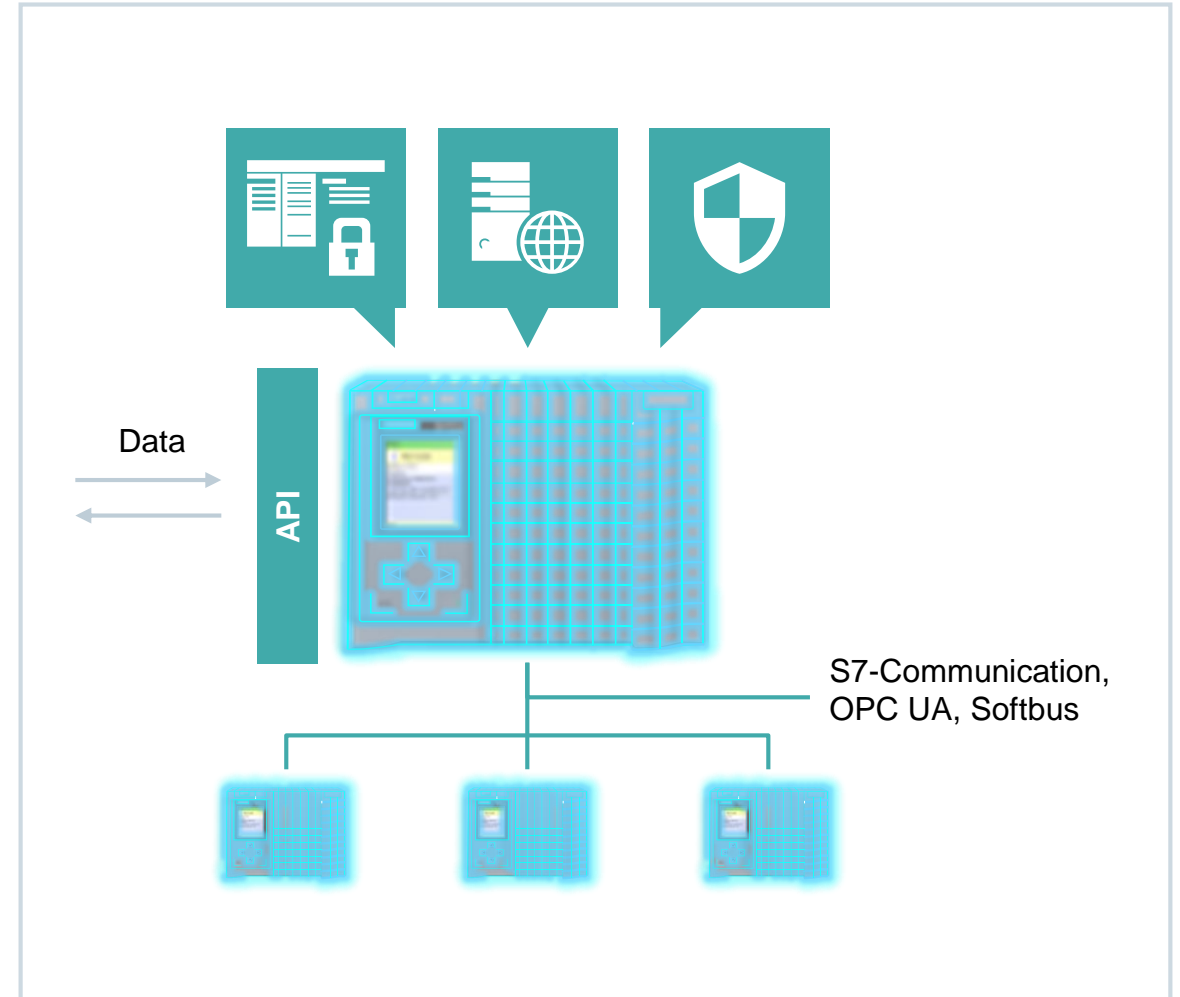 Data
API
S7-Communication,
OPC UA, Softbus